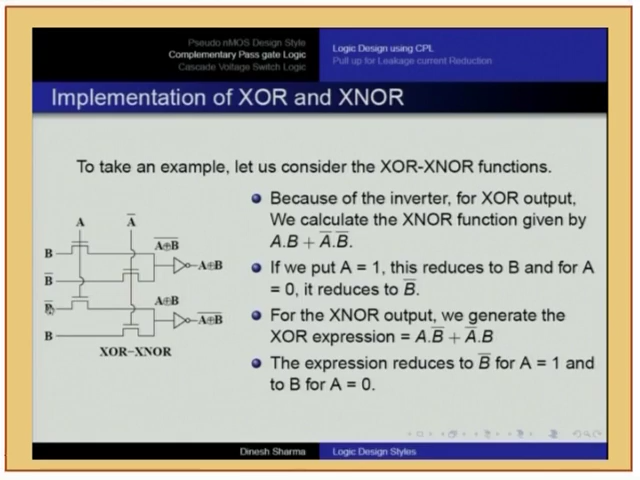 Pseudo nMOS Design Style
Complementary Pass gate Logic
Cascade Voltage Switch Logic
Logic Design using CPL
Pull up for Leakage current Reduction
Implementation of XOR and XNOR
To take an example, let us consider the XOR-XNOR functions.
A A̅
B
B̅
B̅
B
A̅⊕̅B̅
A⊕B
A⊕B
A̅⊕̅B̅
XOR−XNOR
Because of the inverter, for XOR output,
We calculate the XNOR function given by
A.B + A̅.B̅.
If we put A = 1, this reduces to B and for A
= 0, it reduces to B̅.
For the XNOR output, we generate the
XOR expression = A.B̅ + A̅.B
The expression reduces to B̅ for A = 1 and
to B for A = 0.
Dinesh Sharma
Logic Design Styles